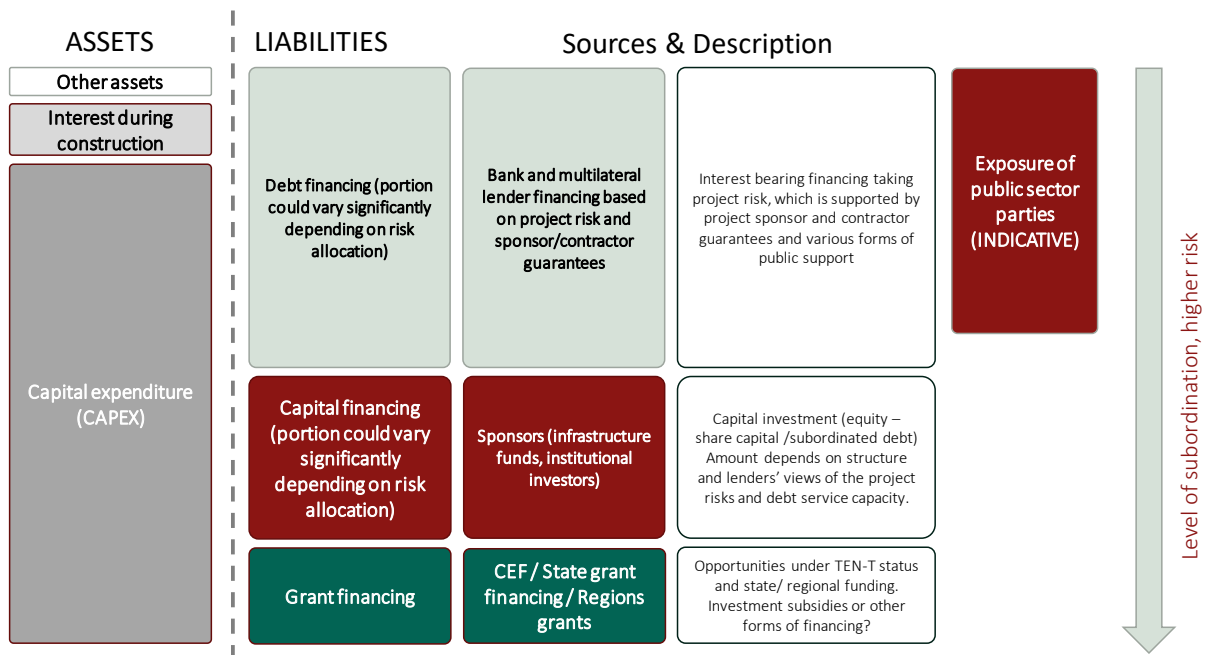 ASSETS
LIABILITIES
Sources & Description
Other assets
Interest during
construction
Capital expenditure
(CAPEX)
Debt financing (portion
could vary significantly
depending on risk
allocation)
Bank and multilateral
lender financing based
on project risk and
sponsor/contractor
guarantees
Interest bearing financing taking
project risk, which is supported by
project sponsor and contractor
guarantees and various forms of
public support
Exposure of
public sector
parties
(INDICATIVE)
Capital financing
(portion could vary
significantly
depending on risk
allocation)
Sponsors (infrastructure
funds, institutional
investors)
Capital investment (equity –
share capital /subordinated debt)
Amount depends on structure
and lenders’ views of the project
risks and debt service capacity.
Grant financing
CEF / State grant
financing / Regions
grants
Opportunities under TEN-T status
and state/ regional funding.
Investment subsidies or other
forms of financing?
Level of subordination, higher risk